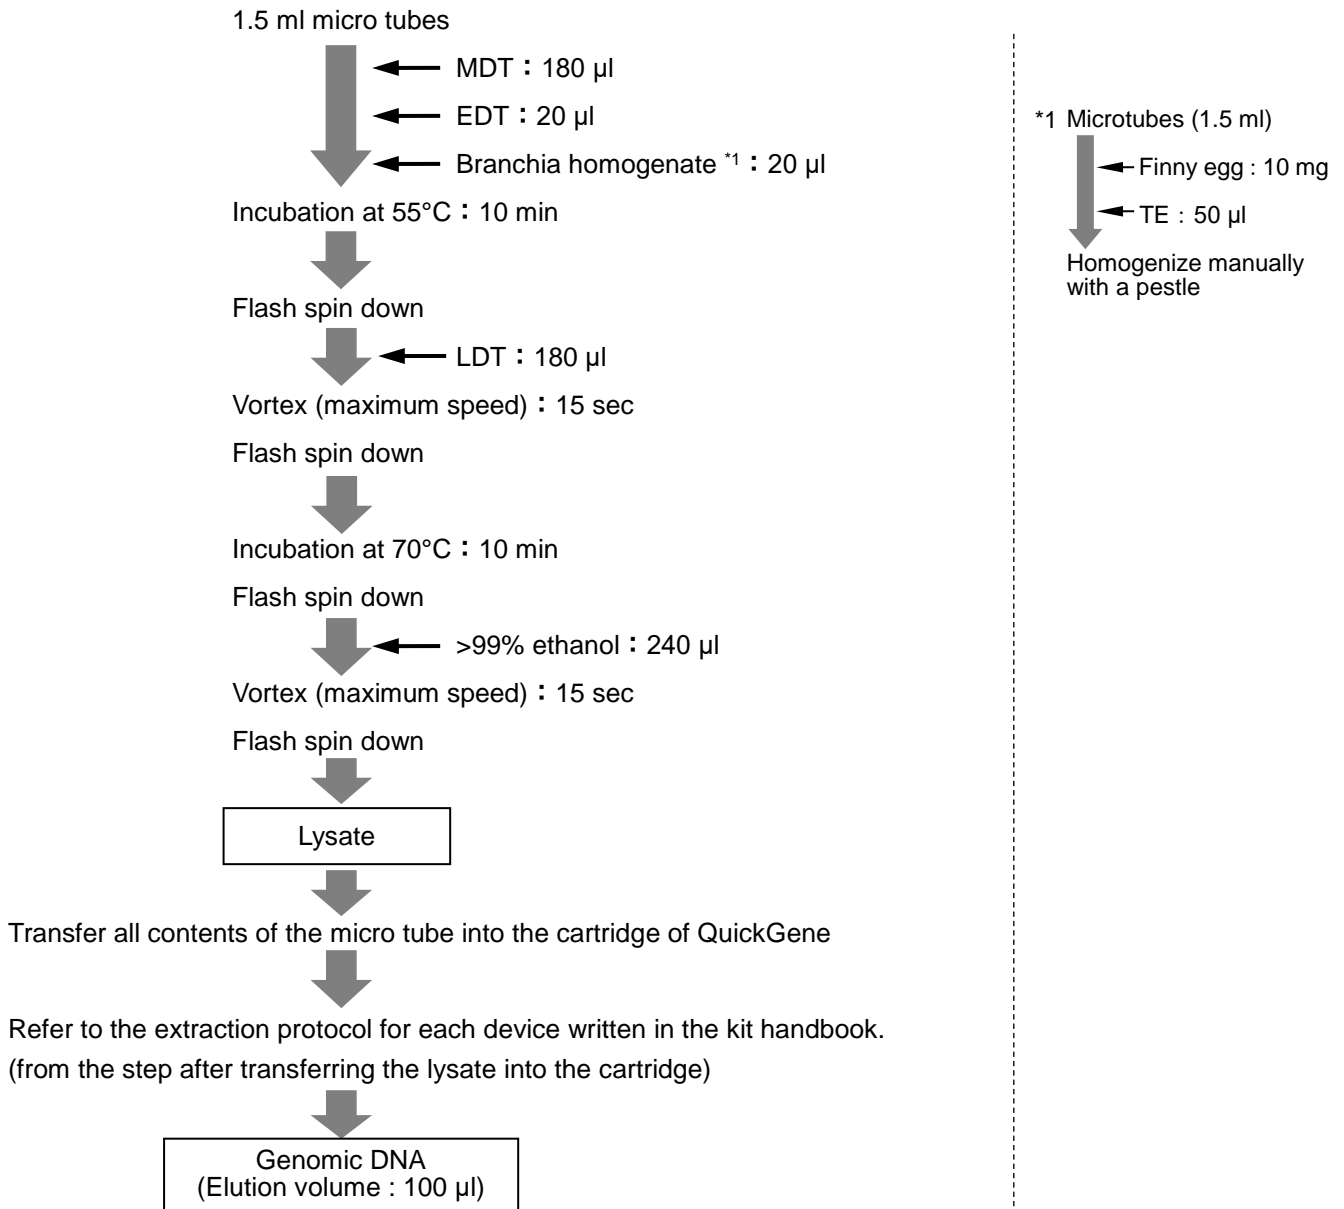 1.5 ml micro tubes
MDT：180 µl
EDT：20 µl
Branchia homogenate *1：20 µl
Incubation at 55°C：10 min
Flash spin down
LDT：180 µl
Vortex (maximum speed)：15 sec
Flash spin down
Incubation at 70°C：10 min
Flash spin down
>99% ethanol：240 µl
Vortex (maximum speed)：15 sec
Flash spin down
Lysate
Transfer all contents of the micro tube into the cartridge of QuickGene
Refer to the extraction protocol for each device written in the kit handbook.
(from the step after transferring the lysate into the cartridge)
Genomic DNA
(Elution volume : 100 µl)
*1 Microtubes (1.5 ml)
Finny egg : 10 mg
TE : 50 µl
Homogenize manually
with a pestle